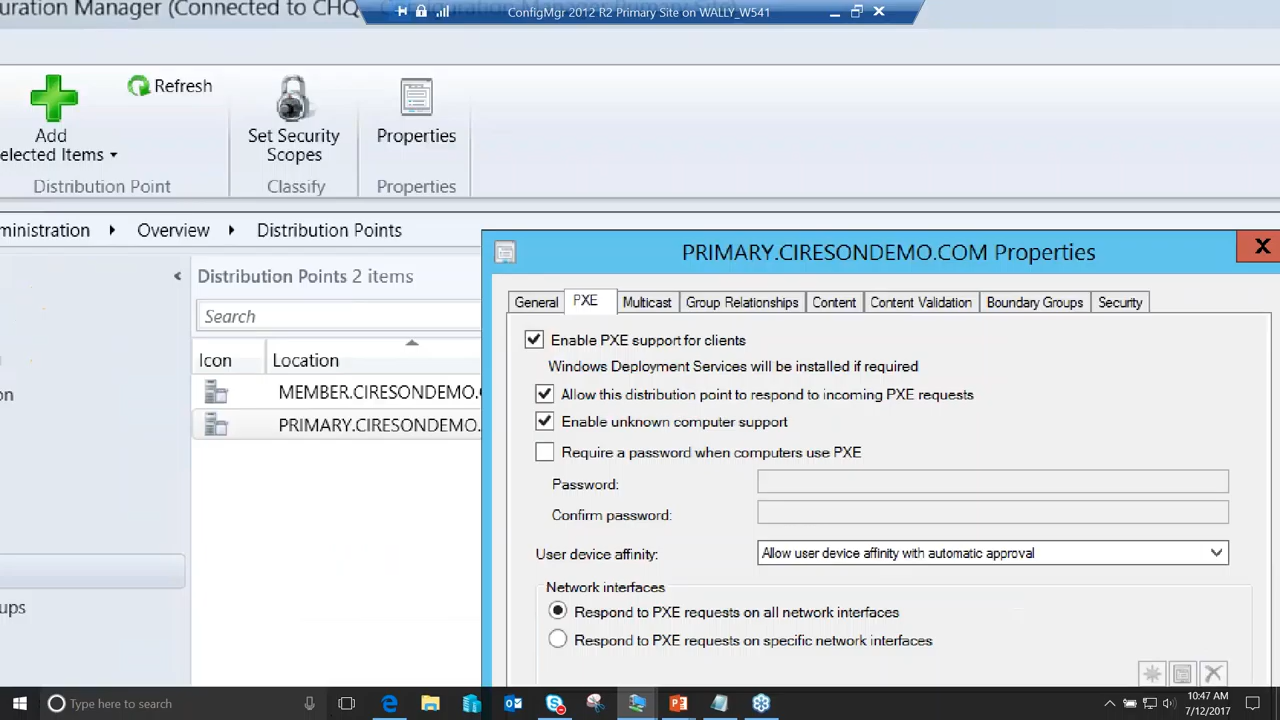 uration Manager (Connected to CHQ - Con
ConfigMgr 2012 R2 Primary Site on WALLY_W541
Refresh
Add
elected Items
Set Security
Scopes
Properties
Distribution Point
Classify
Properties
ministration
Overview
Distribution Points
PRIMARY.CIRESONDEMO.COM Properties
X
Distribution Points 2 items
Search
Icon
Location
MEMBER.CIRESONDEMO.
PRIMARY.CIRESONDEMO.
General
PXE
Multicast
Group Relationships
Content
Content Validation
Boundary Groups
Security
Enable PXE support for clients
Windows Deployment Services will be installed if required
Allow this distribution point to respond to incoming PXE requests
Enable unknown computer support
Require a password when computers use PXE
Password:
Confirm password:
User device affinity:
Allow user device affinity with automatic approval
Network interfaces
Respond to PXE requests on all network interfaces
Respond to PXE requests on specific network interfaces
on
ups
Type here to search
10:47 AM
7/12/2017